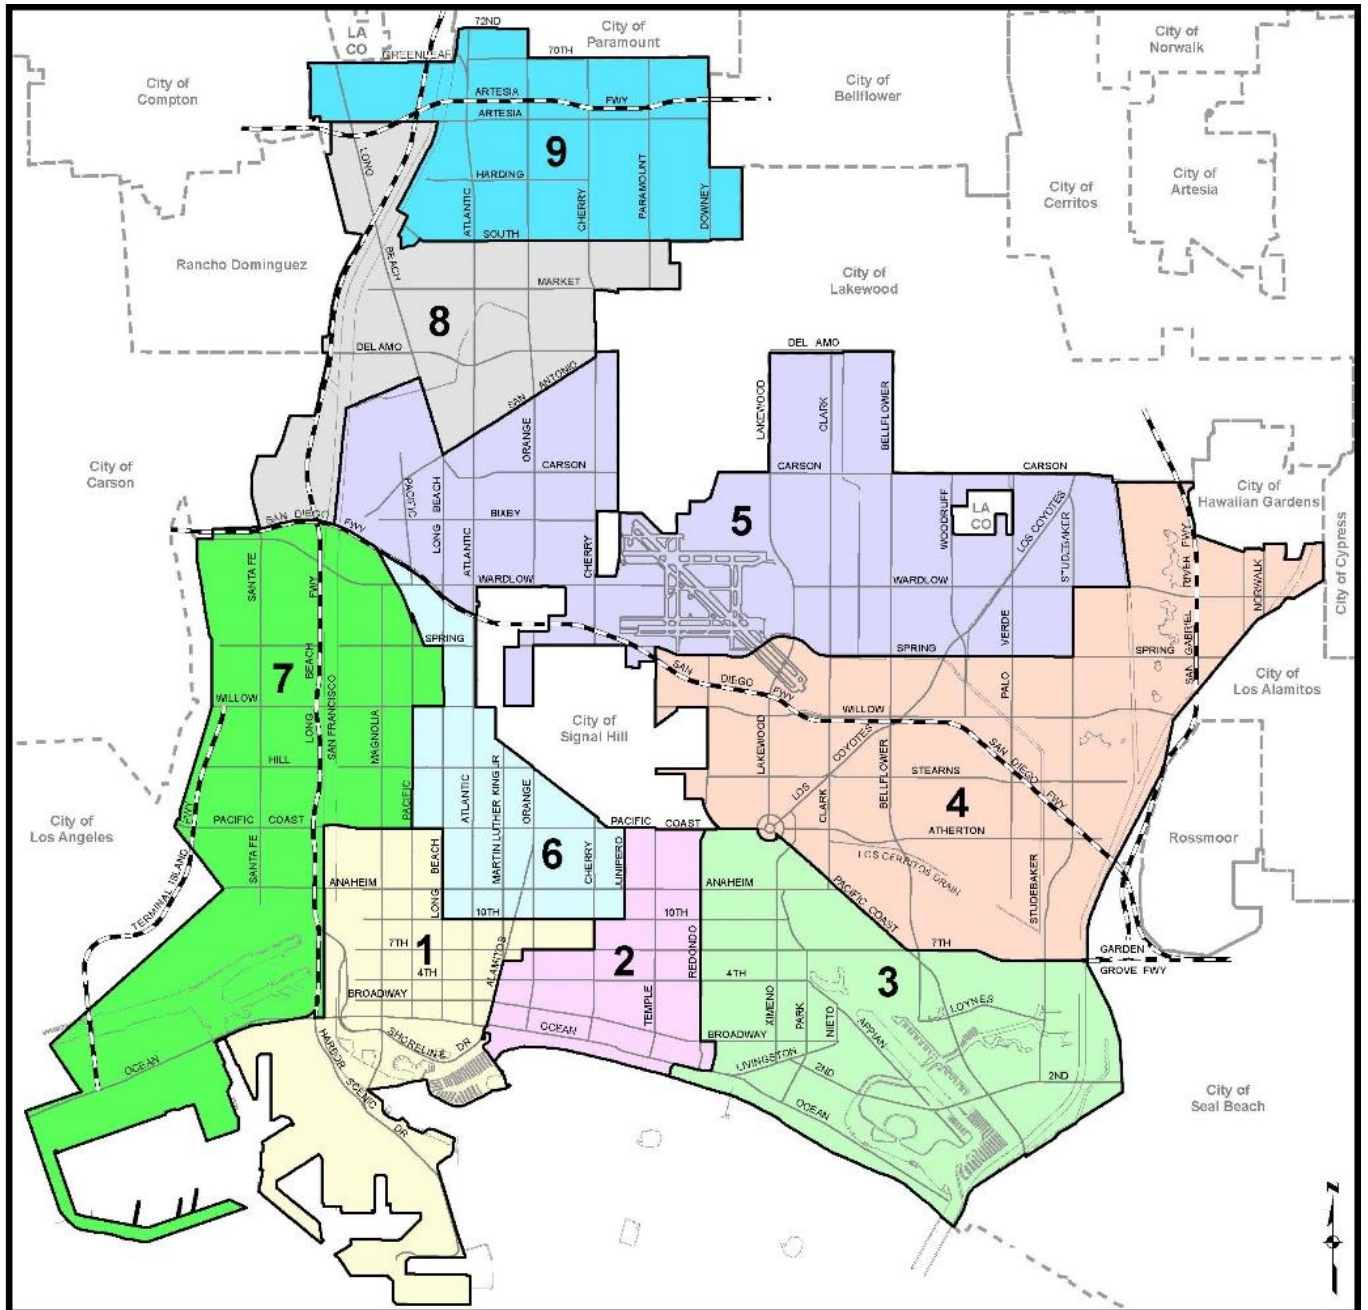 72ND
LA
CO
City of
Paramount
City of
Norwalk
GREENLEAF
70TH
City of
Compton
City of
Bellflower
ARTESIA
FWY
ARTESIA
9
LONG
HARDING
PARAMOUNT
City of
Artesia
City of
Cerritos
ATLANTIC
CHERRY
DOWNEY
SOUTH
Rancho Dominguez
BEACH
City of
Lakewood
MARKET
8
DEL AMO
DEL AMO
SAN ANTONIO
LAKEWOOD
CLARK
BELLFLOWER
ORANGE
City of
Carson
CARSON
CARSON
CARSON
PACIFIC
LONG BEACH
City of
Hawaiian Gardens
SAN DIEGO
FWY
BIXBY
5
WOODRUFF
LA
CO
LOS COYOTES
STUDEBAKER
City of Cypress
ATLANTIC
CHERRY
SANTA FE
FWY
WARDLOW
WARDLOW
SAN GABRIEL RIVER FWY
NORWALK
SPRING
VERDE
SPRING
SPRING
7
LONG BEACH
SAN FRANCISCO
SAN DIEGO FWY
PALO
City of
Los Alamitos
WILLOW
MAGNOLIA
City of
Signal Hill
WILLOW
LAKEWOOD
LOS COYOTES
BELLFLOWER
SAN DIEGO FWY
HILL
STEARNS
PACIFIC
ATLANTIC
MARTIN LUTHER KING JR
ORANGE
CLARK
4
City of
Los Angeles
FWY
PACIFIC COAST
PACIFIC COAST
ATHERTON
Rossmoor
SANTA FE
LONG BEACH
6
CHERRY
JUNIPERO
LOS CERRITOS DRAIN
TERMINAL ISLAND
ANAHEIM
ANAHEIM
PACIFIC COAST
STUDEBAKER
10TH
10TH
7TH
1
ALAMITOS
2
REDONDO
7TH
GARDEN
GROVE FWY
4TH
4TH
3
BROADWAY
TEMPLE
XIMENO
PARK
NIETO
LOYNES
OCEAN
BROADWAY
APPIAN
SHORELINE DR
LIVINGSTON
OCEAN
HARBOR SCENIC DR
2ND
2ND
OCEAN
City of
Seal Beach
N